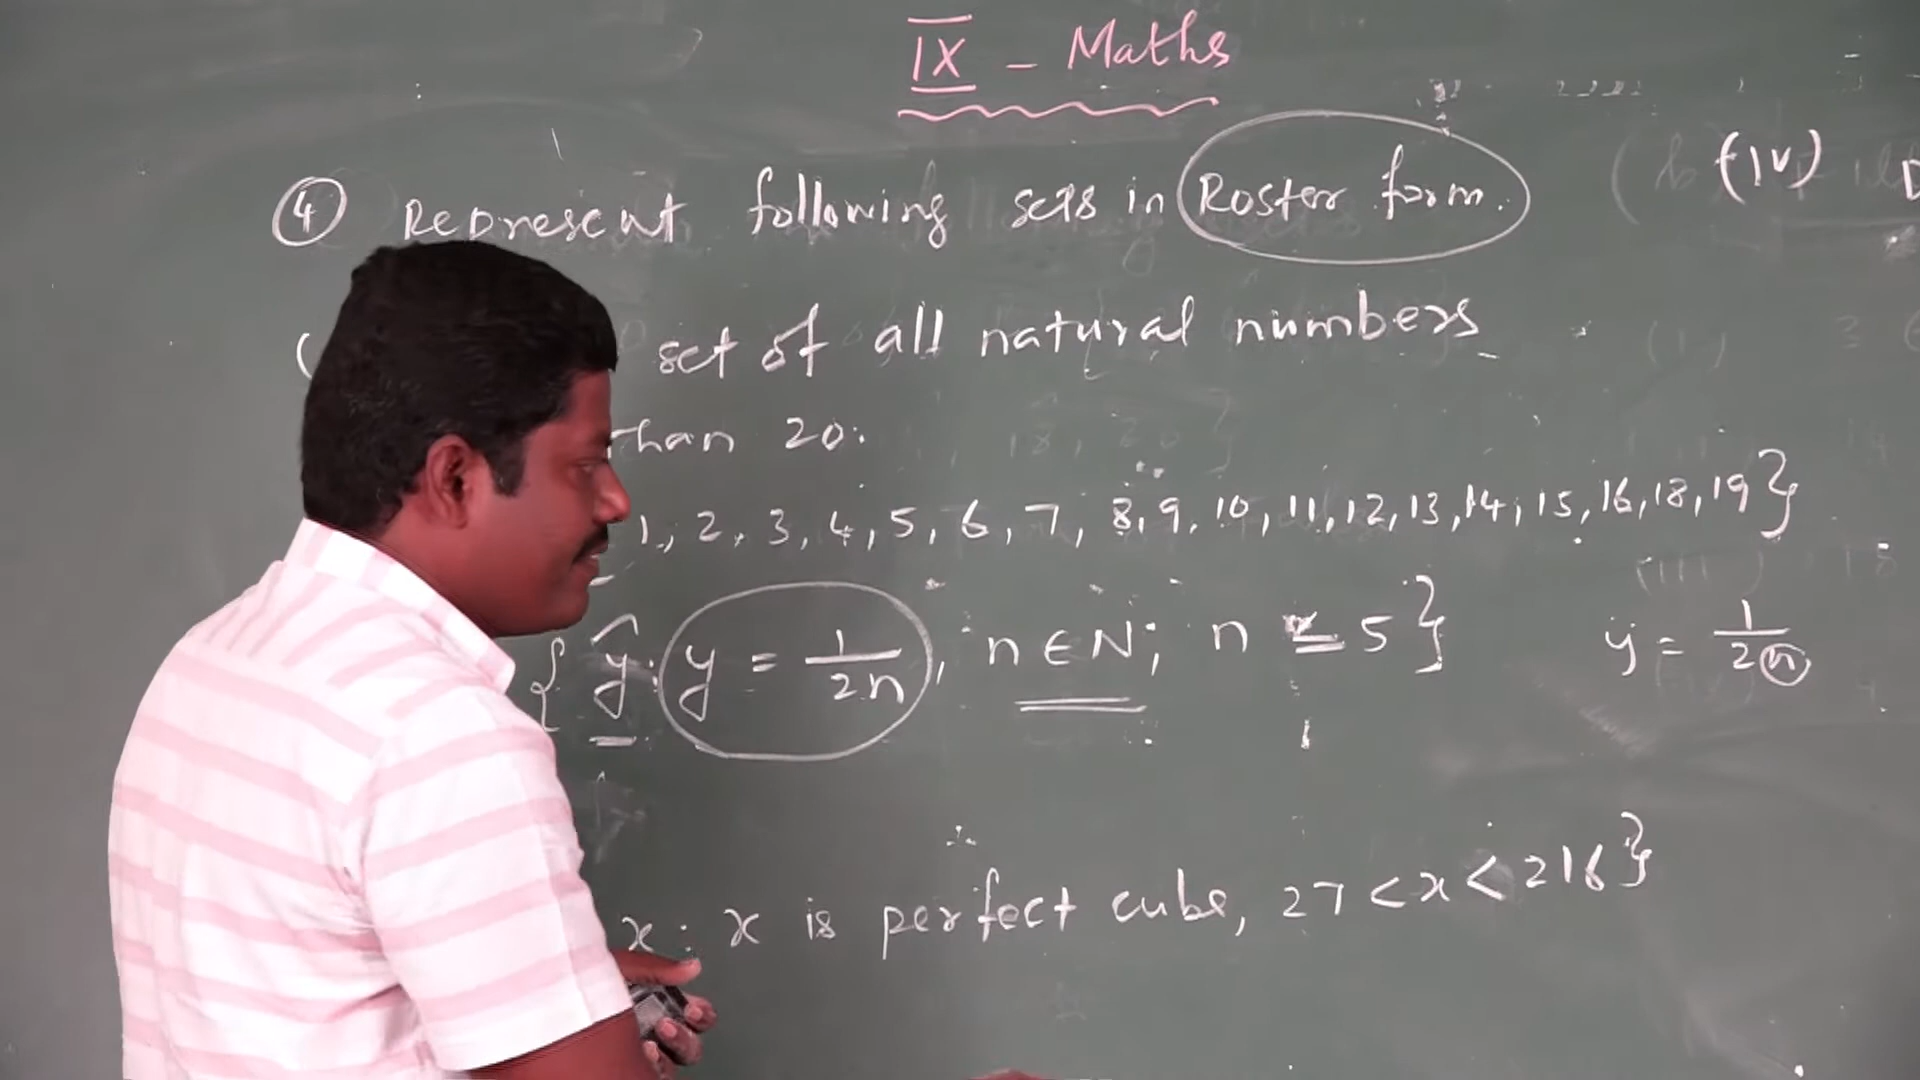 IX - Maths
④ Represent following sets in Roster form. (IV)
set of all natural numbers
than 20.
1, 2, 3, 4, 5, 6, 7, 8, 9, 10, 11, 12, 13, 14, 15, 16, 18, 19}
{y: y = 1/2n, n ∈ N; n ≤ 5} y = 1/2n
x : x is perfect cube, 27 < x < 216}